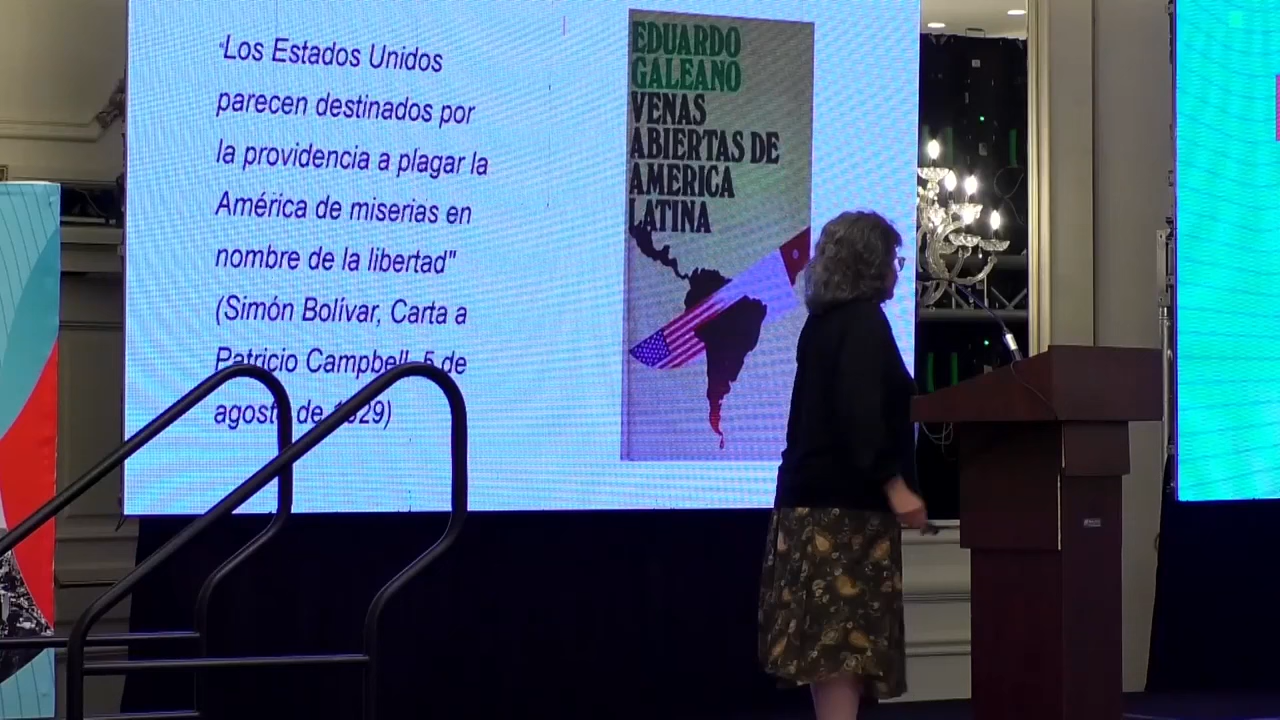 "Los Estados Unidos
parecen destinados por
la providencia a plagar la
América de miserias en
nombre de la libertad"
(Simón Bolívar, Carta a
Patricio Campbell, 5 de
agosto de 1829)
EDUARDO
GALEANO
VENAS
ABIERTAS DE
AMERICA
LATINA